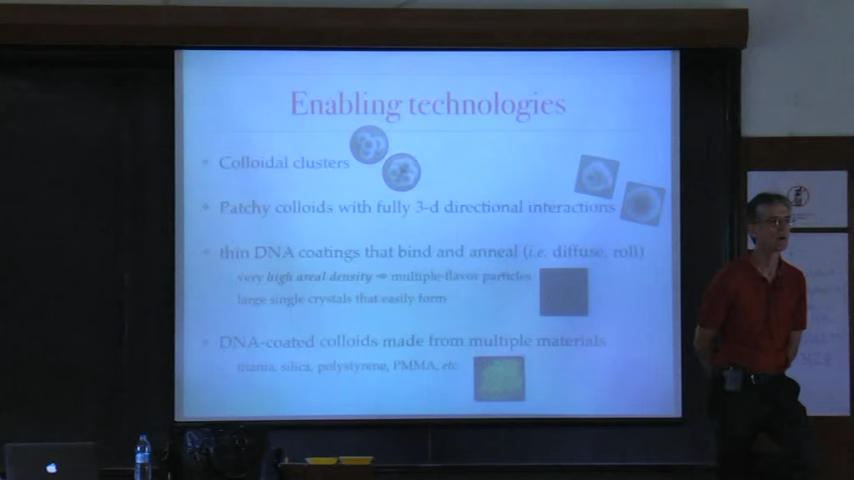 Enabling technologies
Colloidal clusters
Patchy colloids with fully 3-d directional interactions
thin DNA coatings that bind and anneal (i.e. diffuse, roll)
very high areal density ⇒ multiple-flavor particles
large single crystals that easily form
DNA-coated colloids made from multiple materials
titania, silica, polystyrene, PMMA, etc